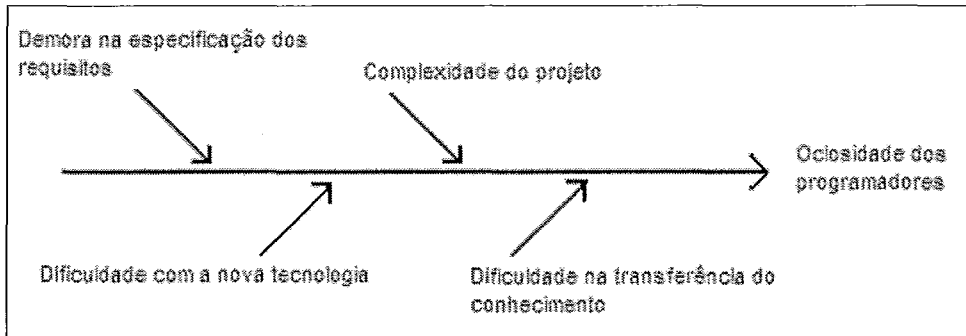 Demora na especificação dos
requisitos
Complexidade do projeto
Ociosidade dos
programadores
Dificuldade com a nova tecnologia
Dificuldade na transferência do
conhecimento